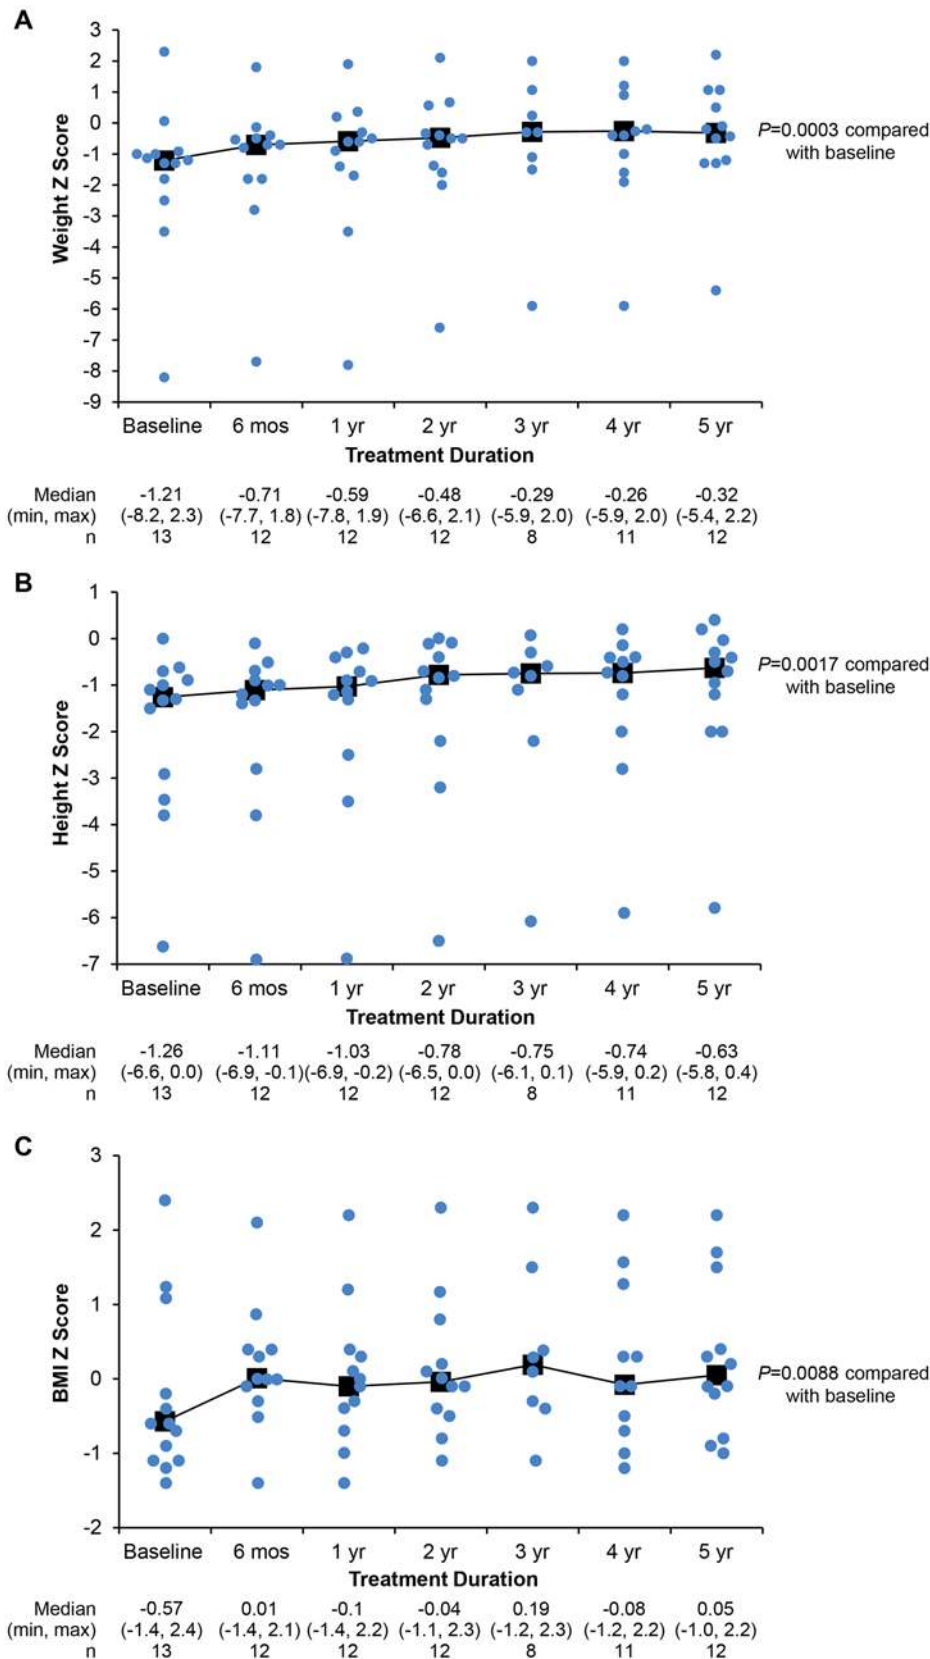 A
3
2
1
0
-1
-2
-3
-4
-5
-6
-7
-8
-9
Weight Z Score
P=0.0003 compared
with baseline
Baseline 6 mos 1 yr 2 yr 3 yr 4 yr 5 yr
Treatment Duration
Median -1.21 -0.71 -0.59 -0.48 -0.29 -0.26 -0.32
(min, max) (-8.2, 2.3) (-7.7, 1.8) (-7.8, 1.9) (-6.6, 2.1) (-5.9, 2.0) (-5.9, 2.0) (-5.4, 2.2)
n 13 12 12 12 8 11 12
B
1
0
-1
-2
-3
-4
-5
-6
-7
Height Z Score
P=0.0017 compared
with baseline
Baseline 6 mos 1 yr 2 yr 3 yr 4 yr 5 yr
Treatment Duration
Median -1.26 -1.11 -1.03 -0.78 -0.75 -0.74 -0.63
(min, max) (-6.6, 0.0) (-6.9, -0.1) (-6.9, -0.2) (-6.5, 0.0) (-6.1, 0.1) (-5.9, 0.2) (-5.8, 0.4)
n 13 12 12 12 8 11 12
C
3
2
1
0
-1
-2
BMI Z Score
P=0.0088 compared
with baseline
Baseline 6 mos 1 yr 2 yr 3 yr 4 yr 5 yr
Treatment Duration
Median -0.57 0.01 -0.1 -0.04 0.19 -0.08 0.05
(min, max) (-1.4, 2.4) (-1.4, 2.1) (-1.4, 2.2) (-1.1, 2.3) (-1.2, 2.3) (-1.2, 2.2) (-1.0, 2.2)
n 13 12 12 12 8 11 12